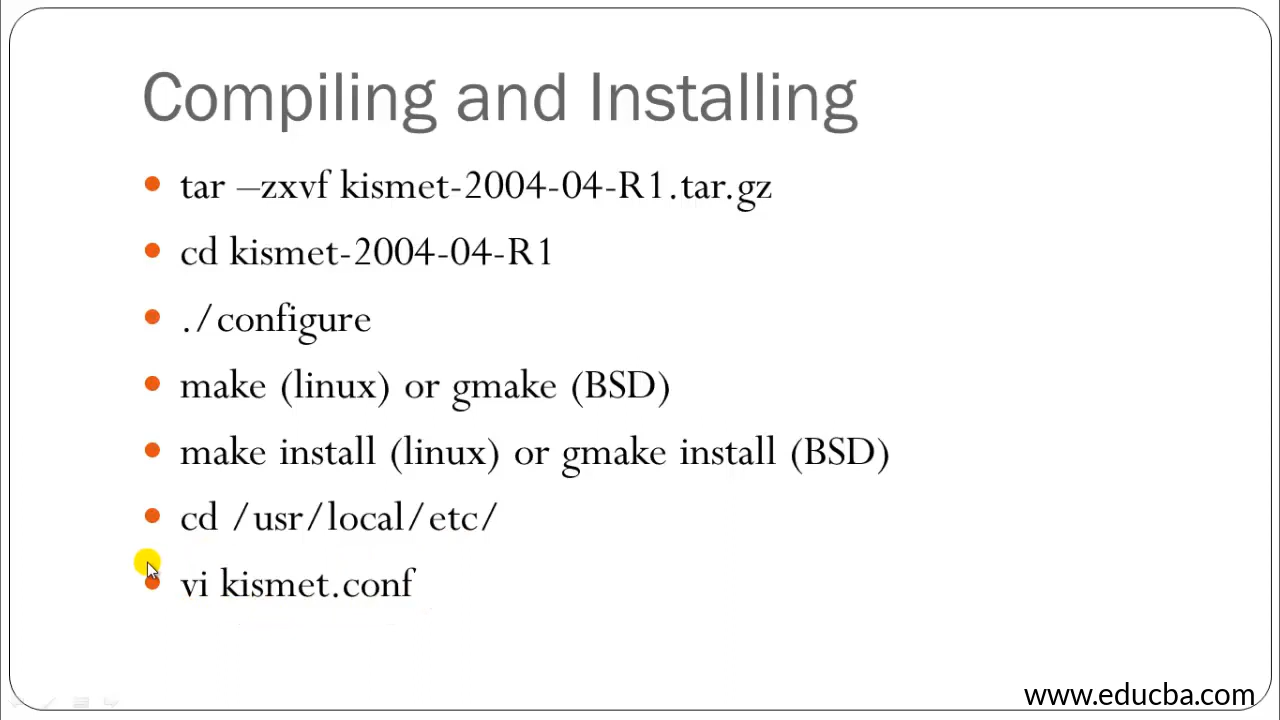 Compiling and Installing
tar –zxvf kismet-2004-04-R1.tar.gz
cd kismet-2004-04-R1
./configure
make (linux) or gmake (BSD)
make install (linux) or gmake install (BSD)
cd /usr/local/etc/
vi kismet.conf
www.educba.com